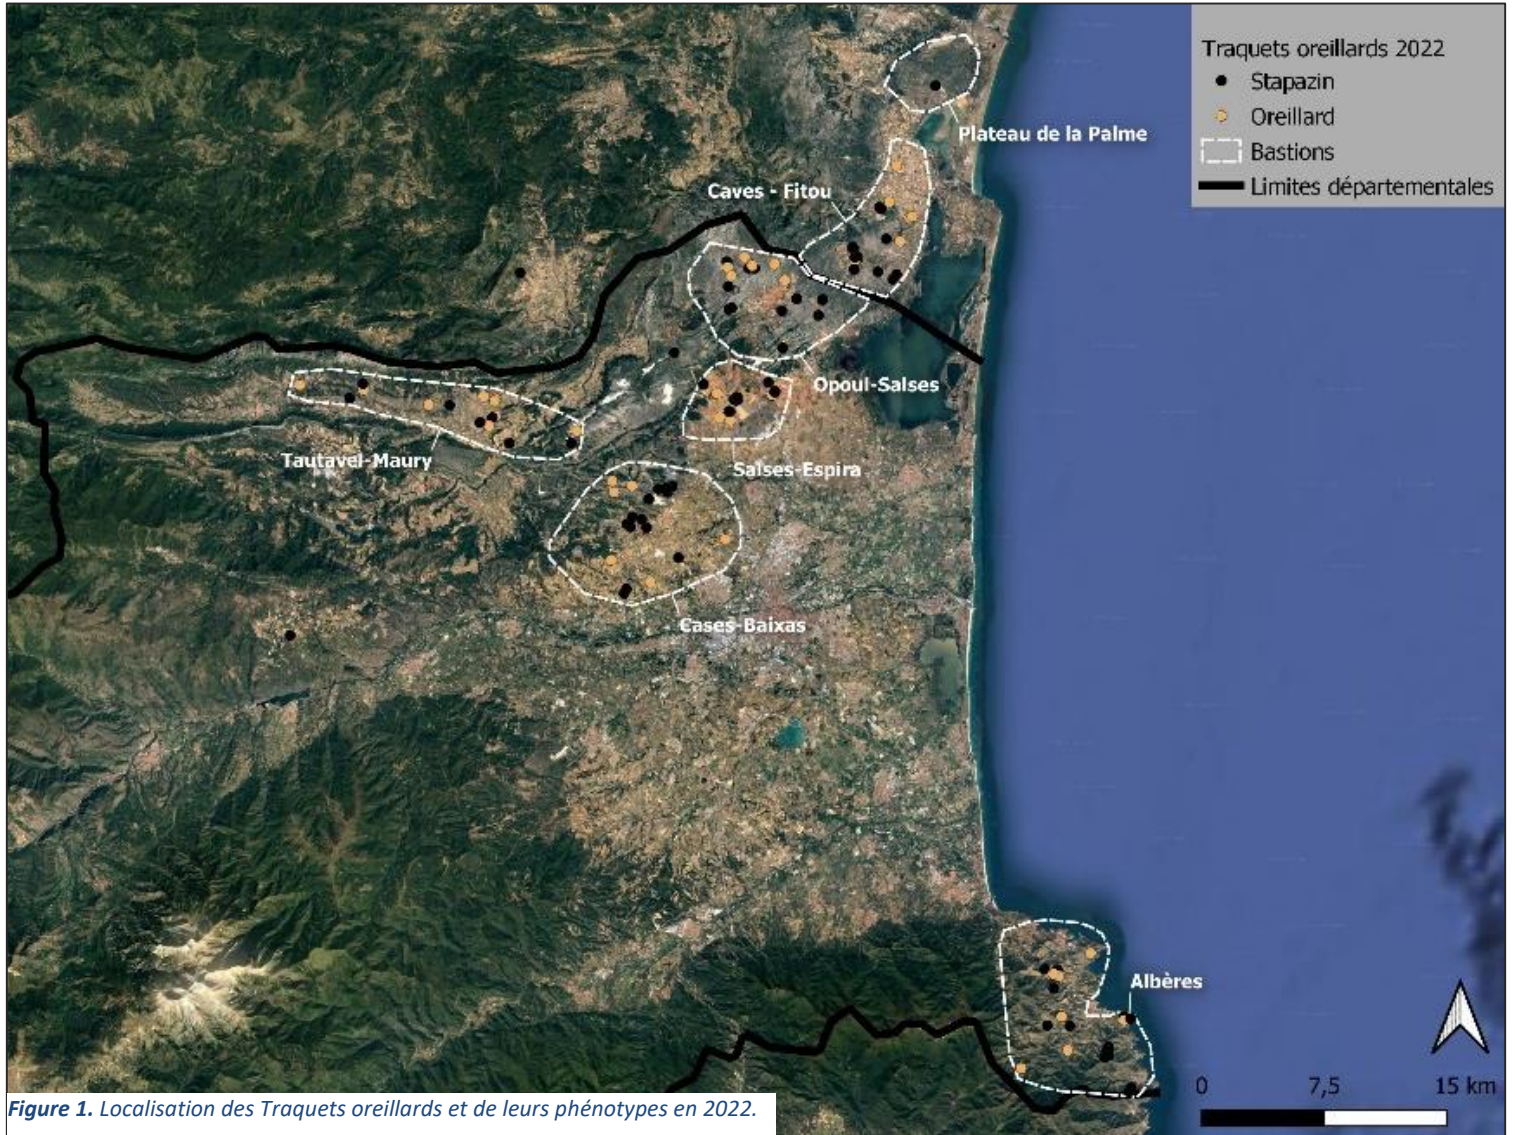 Traquets oreillards 2022
Stapazin
Oreillard
Bastions
Limites départementales
Plateau de la Palme
Caves - Fitou
Opoul-Salses
Tautavel-Maury
Salses-Espira
Cases-Baixas
Albères
0 7,5 15 km
Figure 1. Localisation des Traquets oreillards et de leurs phénotypes en 2022.